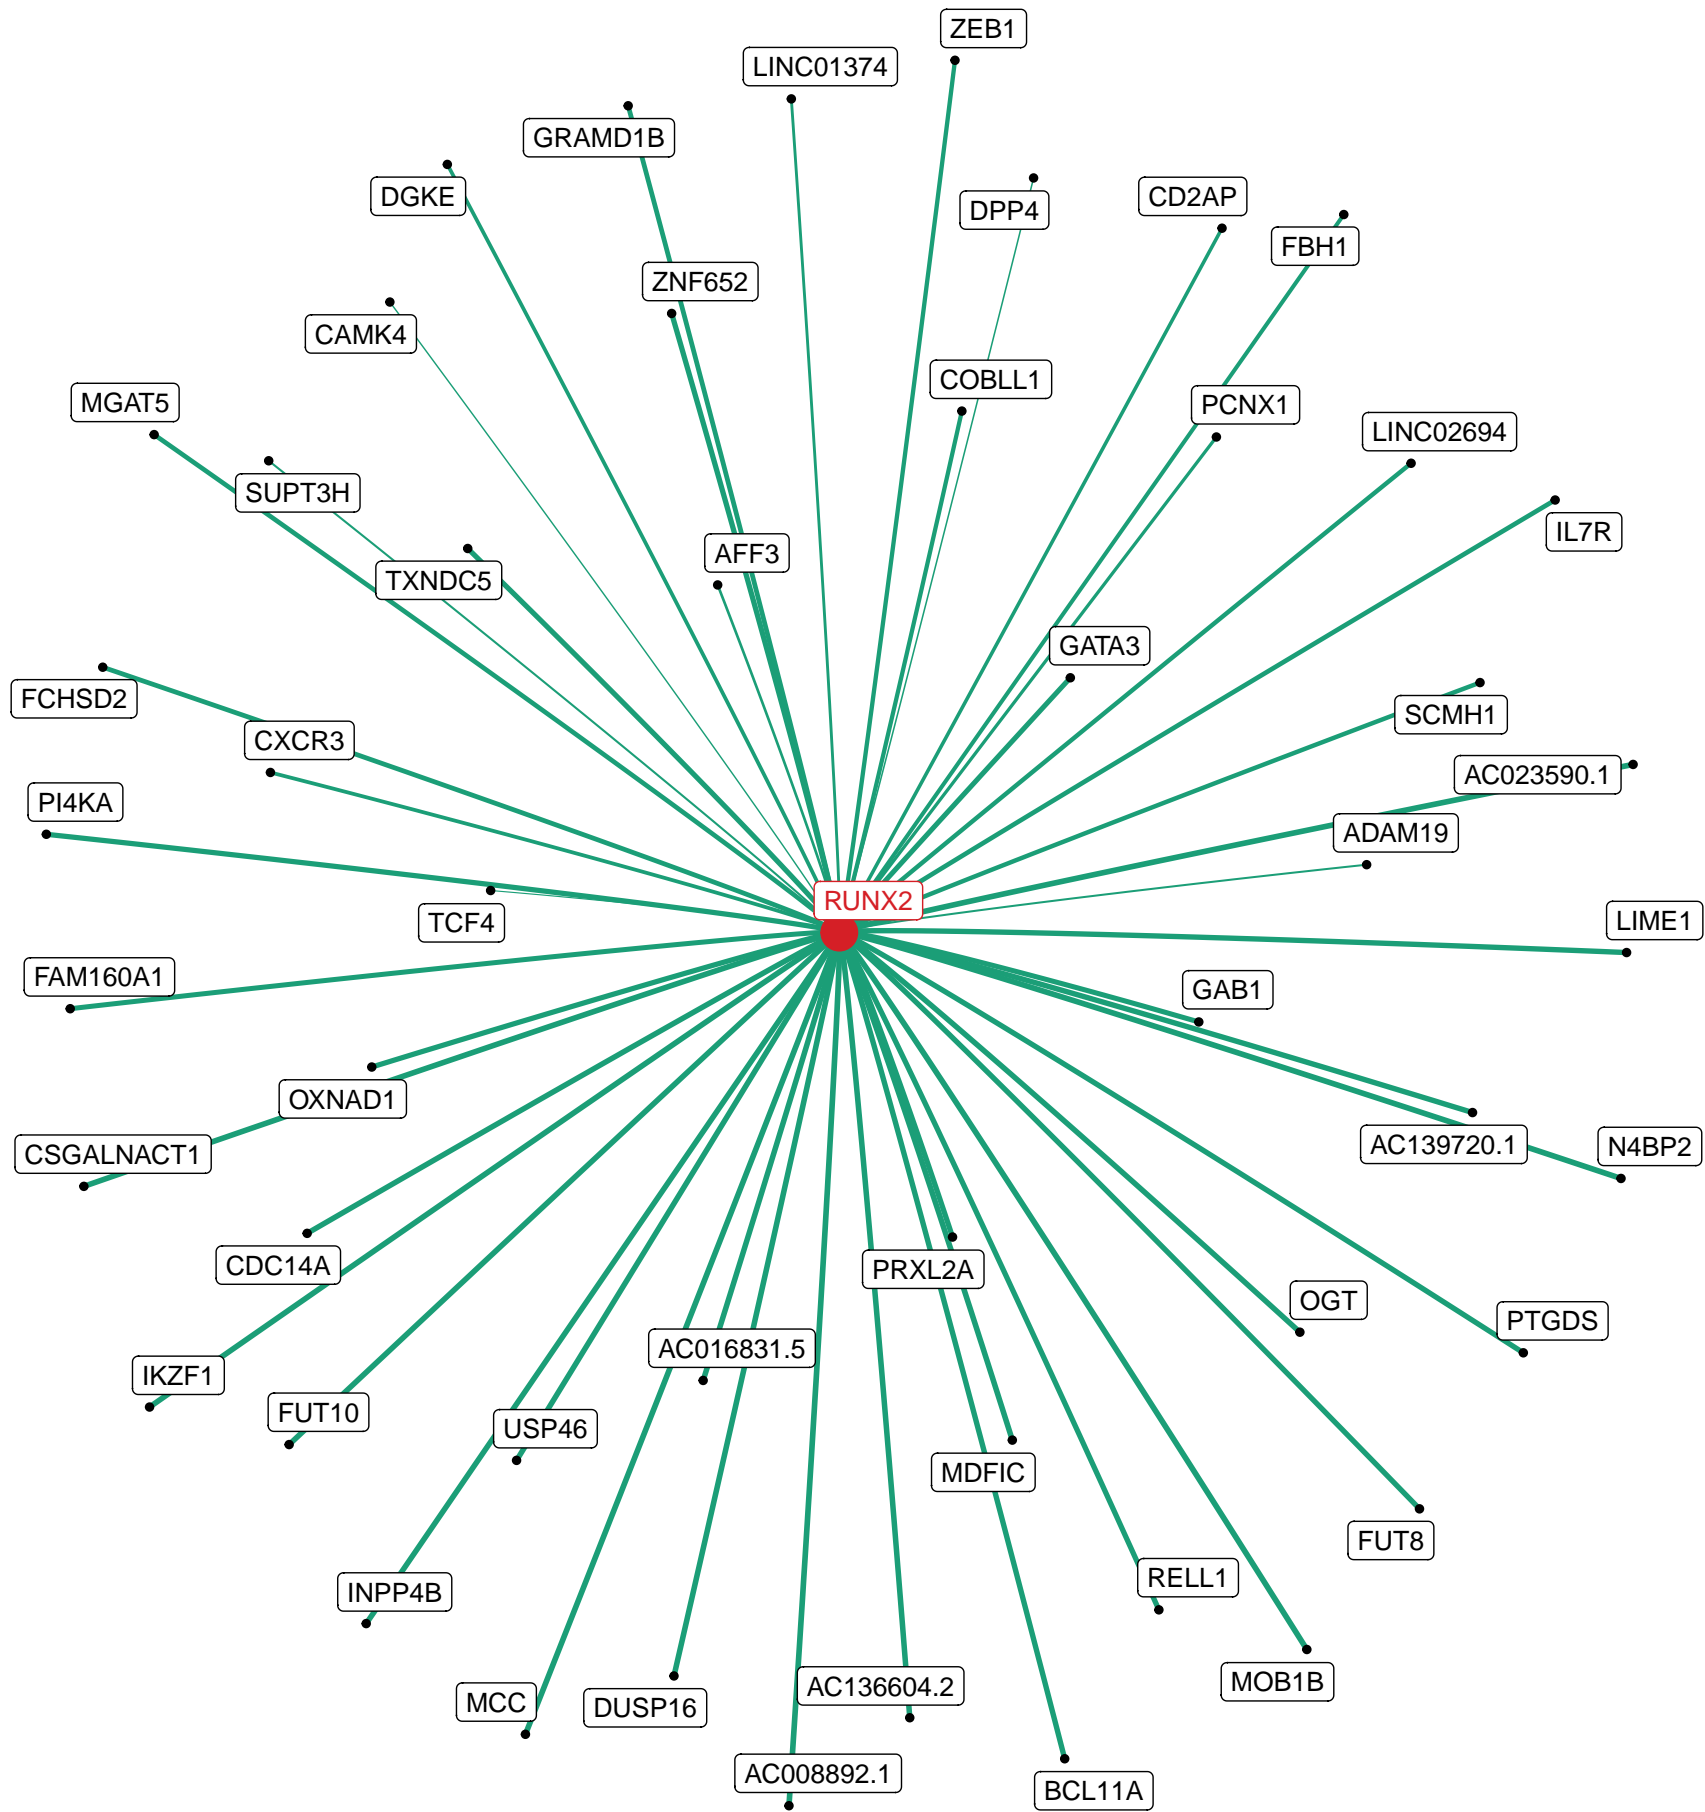 ZEB1
LINC01374
GRAMD1B
DGKE
DPP4
CD2AP
FBH1
ZNF652
CAMK4
COBLL1
MGAT5
PCNX1
LINC02694
SUPT3H
IL7R
AFF3
TXNDC5
GATA3
FCHSD2
SCMH1
CXCR3
AC023590.1
PI4KA
ADAM19
RUNX2
TCF4
LIME1
FAM160A1
GAB1
OXNAD1
AC139720.1
N4BP2
CSGALNACT1
CDC14A
PRXL2A
OGT
PTGDS
AC016831.5
IKZF1
FUT10
USP46
MDFIC
FUT8
RELL1
INPP4B
MOB1B
AC136604.2
MCC
DUSP16
AC008892.1
BCL11A